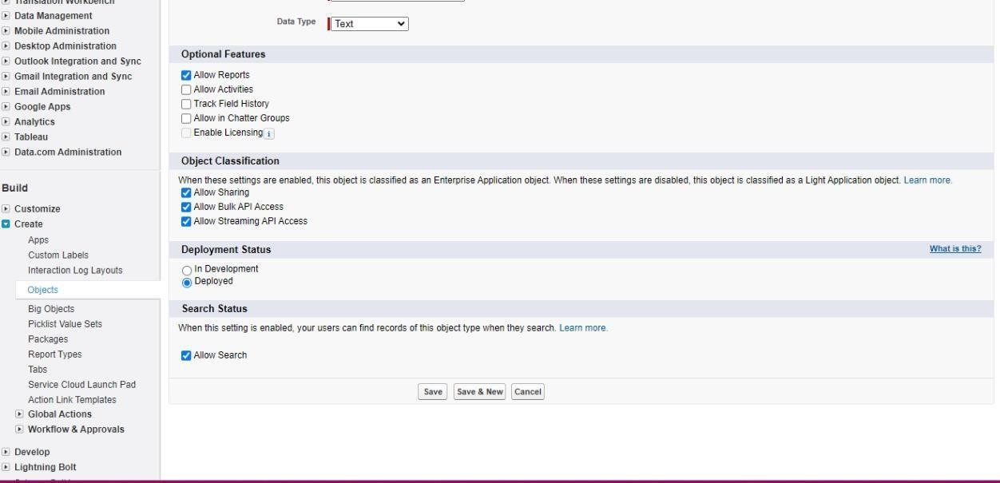 Translation Workbench
Data Management
Mobile Administration
Desktop Administration
Outlook Integration and Sync
Gmail Integration and Sync
Email Administration
Google Apps
Analytics
Tableau
Data.com Administration
Build
Customize
Create
Apps
Custom Labels
Interaction Log Layouts
Objects
Big Objects
Picklist Value Sets
Packages
Report Types
Tabs
Service Cloud Launch Pad
Action Link Templates
Global Actions
Workflow & Approvals
Develop
Lightning Bolt
Data Type Text
Optional Features
Allow Reports
Allow Activities
Track Field History
Allow in Chatter Groups
Enable Licensing i
Object Classification
When these settings are enabled, this object is classified as an Enterprise Application object. When these settings are disabled, this object is classified as a Light Application object. Learn more.
Allow Sharing
Allow Bulk API Access
Allow Streaming API Access
Deployment Status What is this?
In Development
Deployed
Search Status
When this setting is enabled, your users can find records of this object type when they search. Learn more.
Allow Search
Save Save & New Cancel